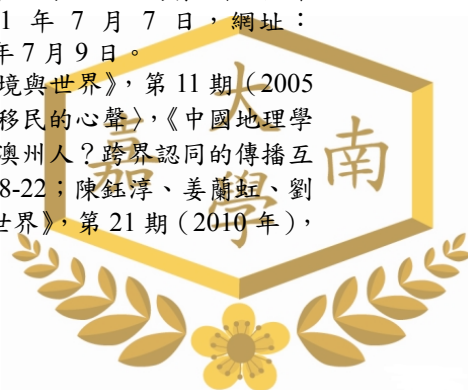 1 年 7 月 7 日,網址:
年 7 月 9 日。
境與世界》,第 11 期(2005
移民的心聲〉,《中國地理學
澳州人?跨界認同的傳播互
8-22;陳鈺淳、姜蘭虹、劉
世界》,第 21 期(2010 年),
南
大
嘉
學